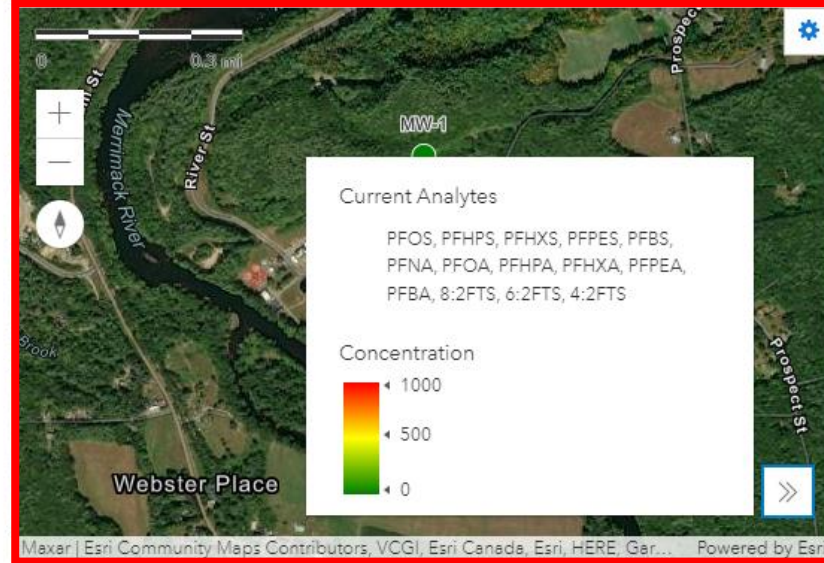 0
0.3 mi
Prospect
m St
Merrimack River
River St
MW-1
Current Analytes
PFOS, PFHPS, PFHXS, PFPES, PFBS,
PFNA, PFOA, PFHPA, PFHXA, PFPEA,
PFBA, 8:2FTS, 6:2FTS, 4:2FTS
Brook
Concentration
1000
500
0
Prospect St
Webster Place
Maxar | Esri Community Maps Contributors, VCGI, Esri Canada, Esri, HERE, Gar... Powered by Esri